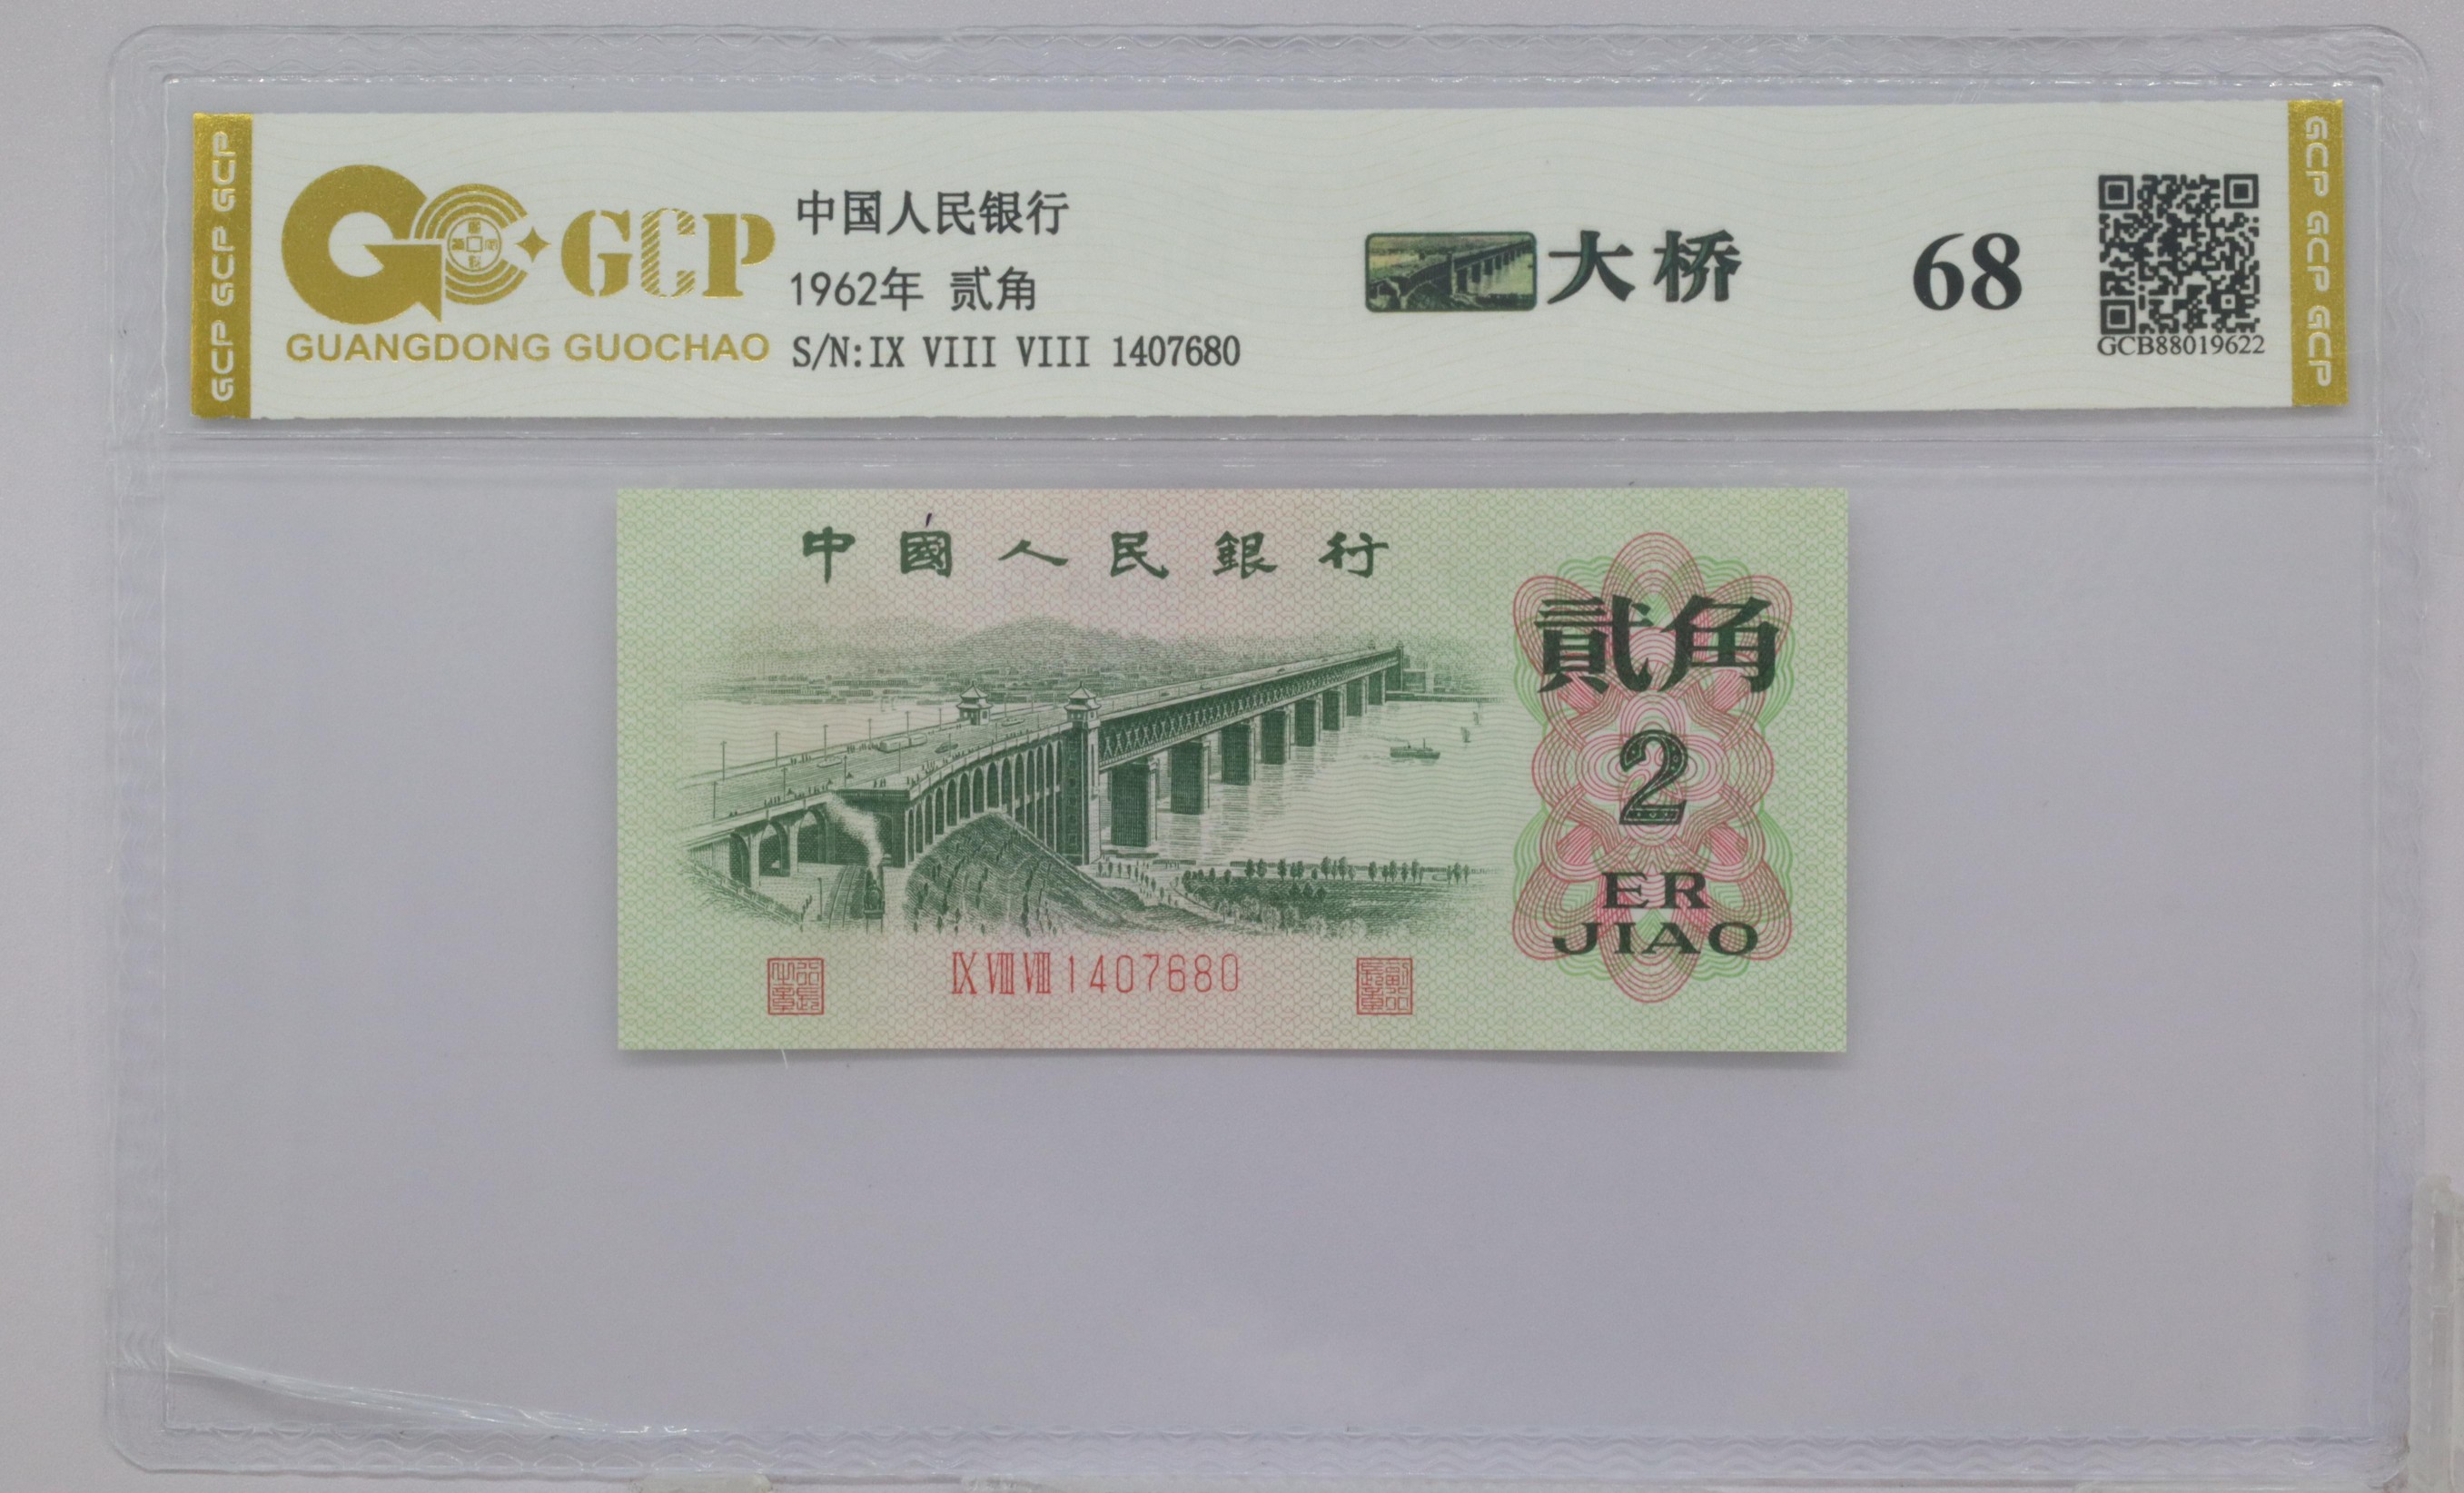 GCP GCP GCP
GCP
GUANGDONG GUOCHAO
中国人民银行
1962年 贰角
S/N:IX VIII VIII 1407680
大桥
68
GCB88019622
GCP GCP GCP
中國人民銀行
貳角
2
ER
JIAO
IX VIII VIII 1407680